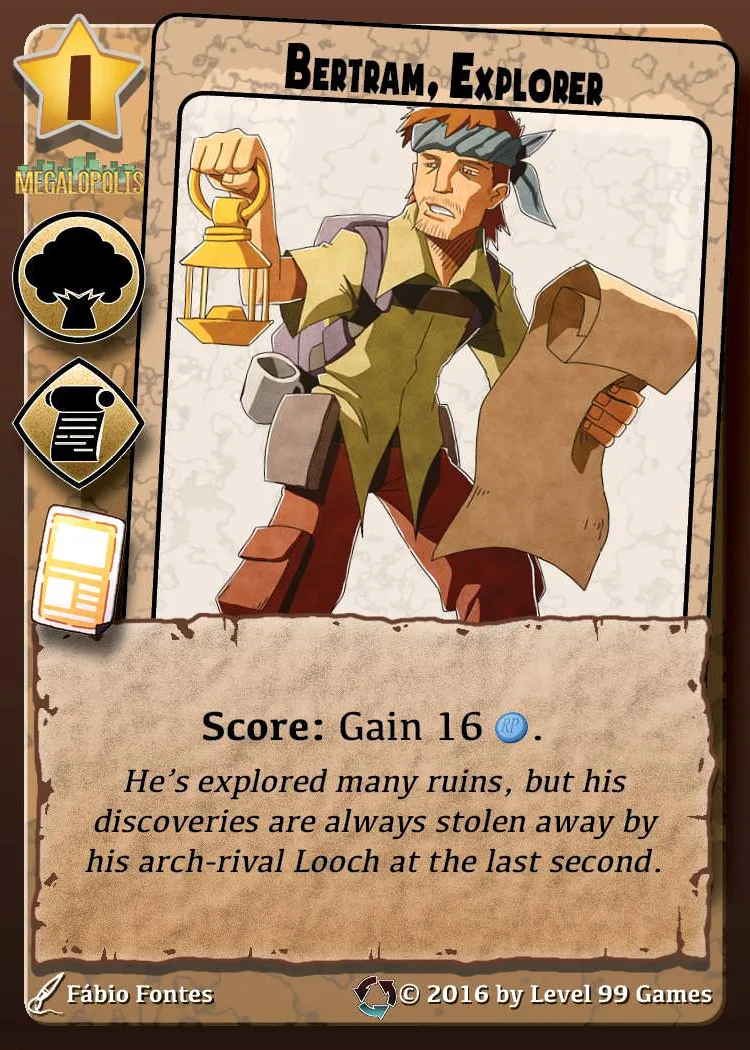 BERTRAM, EXPLORER
I
MEGALOPOLIS
Score: Gain 16 RP.
He's explored many ruins, but his
discoveries are always stolen away by
his arch-rival Looch at the last second.
Fábio Fontes
© 2016 by Level 99 Games